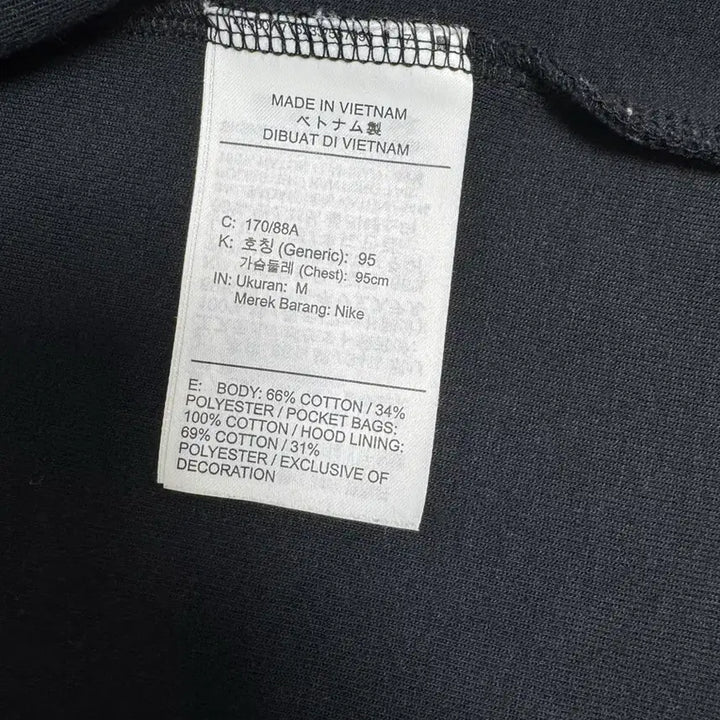 MADE IN VIETNAM
ベトナム製
DIBUAT DI VIETNAM
C: 170/88A
K: 호칭 (Generic): 95
가슴둘레 (Chest): 95cm
IN: Ukuran: M
Merek Barang: Nike
E: BODY: 66% COTTON / 34%
POLYESTER / POCKET BAGS:
100% COTTON / HOOD LINING:
69% COTTON / 31%
POLYESTER / EXCLUSIVE OF
DECORATION